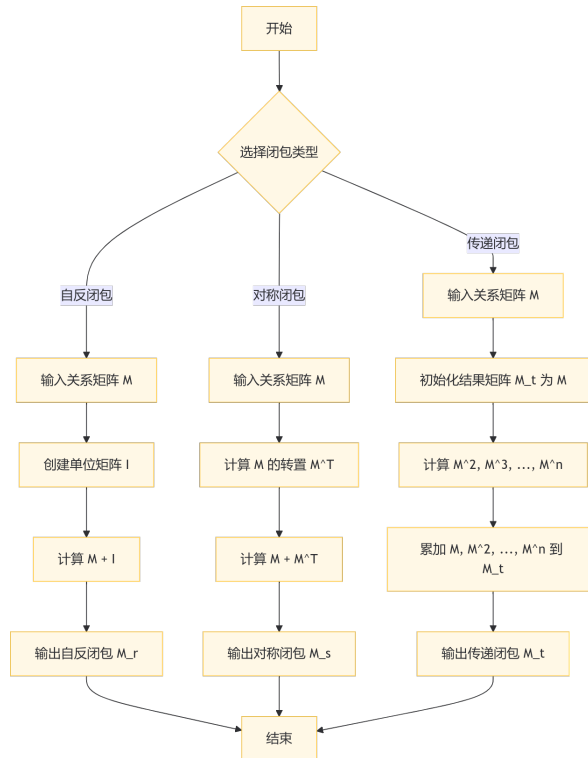 开始
选择闭包类型
传递闭包
自反闭包
对称闭包
输入关系矩阵 M
输入关系矩阵 M
输入关系矩阵 M
初始化结果矩阵 M_t 为 M
创建单位矩阵 I
计算 M 的转置 M^T
计算 M^2, M^3, …, M^n
计算 M + I
计算 M + M^T
累加 M, M^2, …, M^n 到
M_t
输出自反闭包 M_r
输出对称闭包 M_s
输出传递闭包 M_t
结束